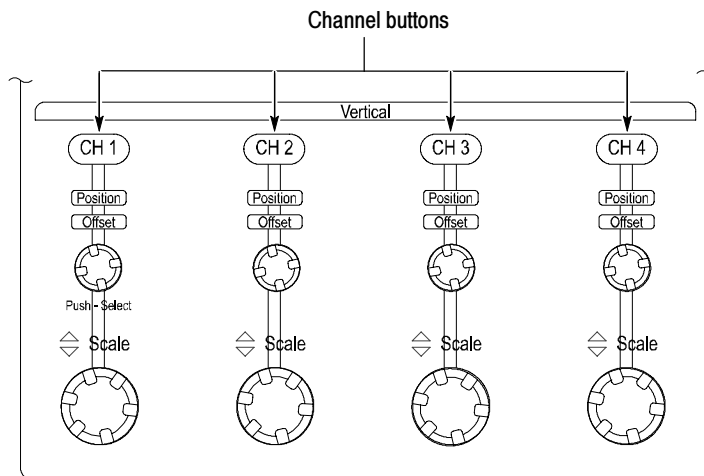 Channel buttons
Vertical
CH 1 CH 2 CH 3 CH 4
Position Position Position Position
Offset Offset Offset Offset
Push - Select
Scale Scale Scale Scale